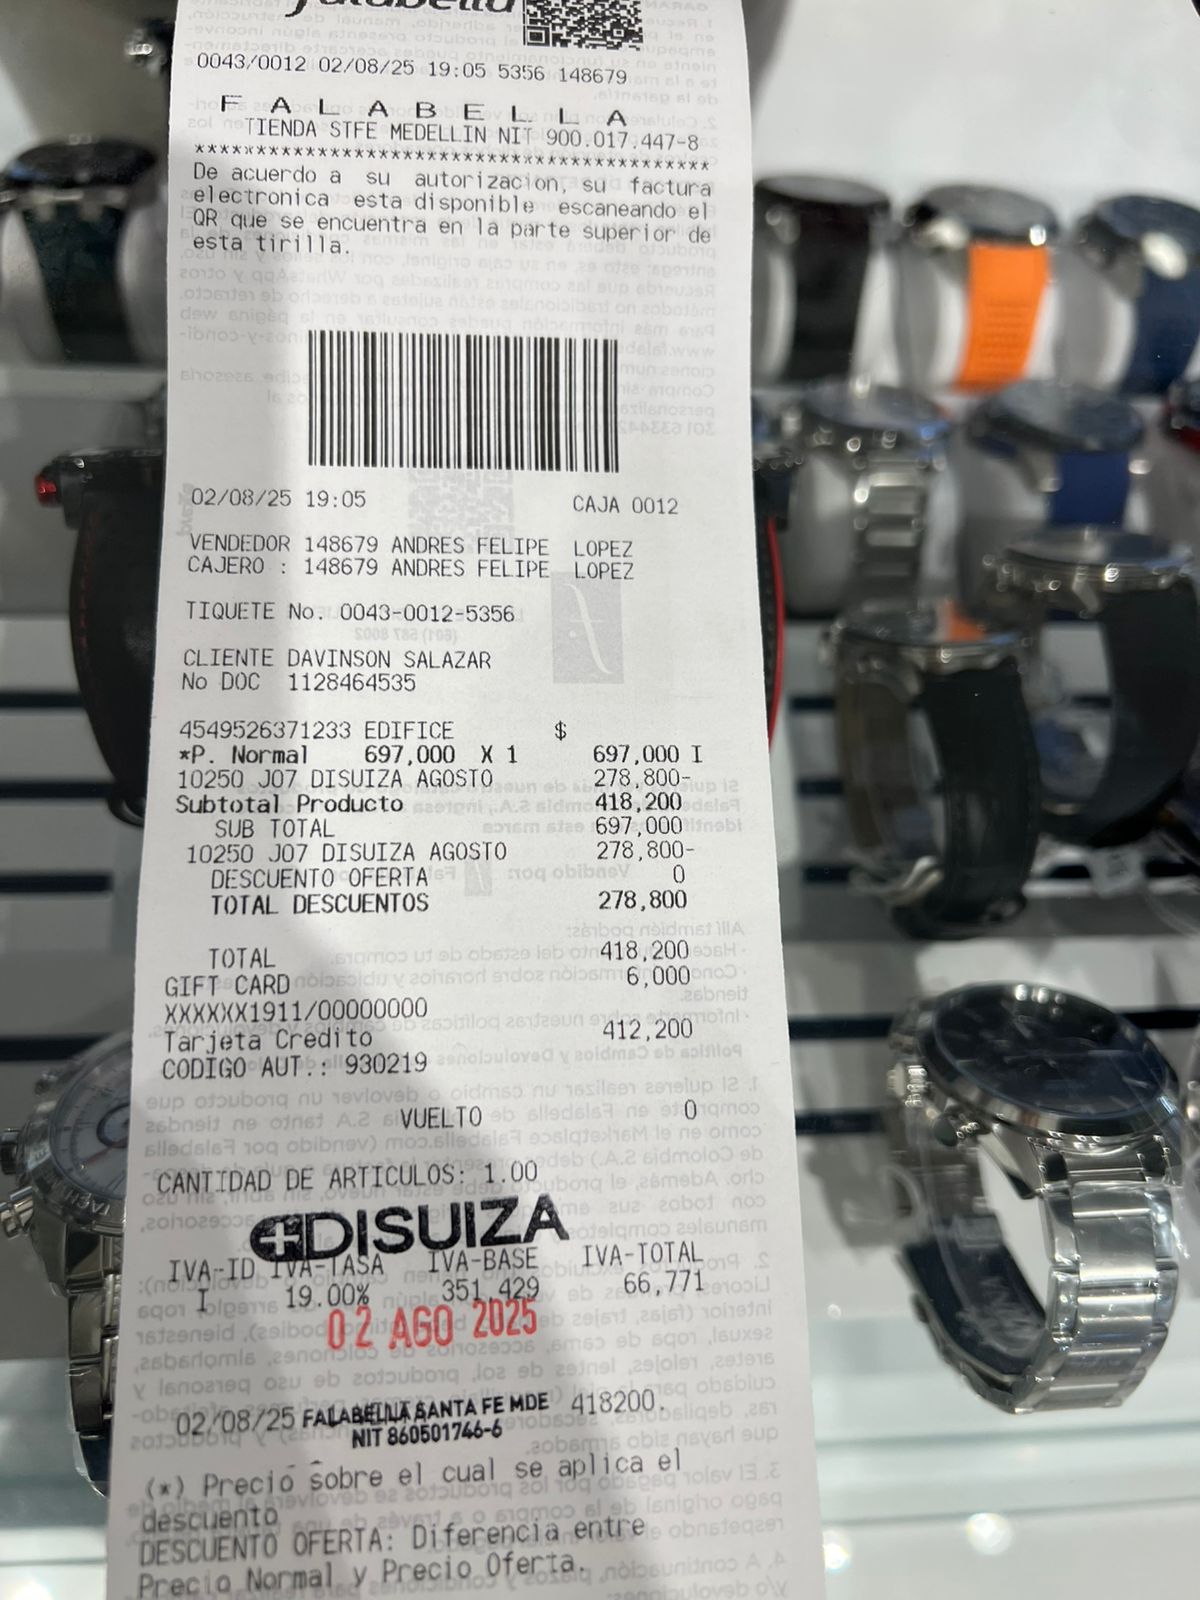 falabella
0043/0012 02/08/25 19:05 5356 148679
F A L A B E L L A
TIENDA STFE MEDELLIN NIT 900.017.447-8
**************************************************
De acuerdo a su autorizacion, su factura
electronica esta disponible escaneando el
QR que se encuentra en la parte superior de
esta tirilla.
02/08/25 19:05 CAJA 0012
VENDEDOR 148679 ANDRES FELIPE LOPEZ
CAJERO : 148679 ANDRES FELIPE LOPEZ
TIQUETE No. 0043-0012-5356
CLIENTE DAVINSON SALAZAR
No DOC 1128464535
4549526371233 EDIFICE $
*P. Normal 697,000 X 1 697,000 I
10250 J07 DISUIZA AGOSTO 278,800-
Subtotal Producto 418,200
SUB TOTAL 697,000
10250 J07 DISUIZA AGOSTO 278,800-
DESCUENTO OFERTA 0
TOTAL DESCUENTOS 278,800
TOTAL 418,200
GIFT CARD 6,000
XXXXXX1911/00000000
Tarjeta Credito 412,200
CODIGO AUT.: 930219
VUELTO 0
CANTIDAD DE ARTICULOS: 1.00
DISUIZA
IVA-ID IVA-TASA IVA-BASE IVA-TOTAL
I 19.00% 351,429 66,771
02 AGO 2025
02/08/25 FALABELLA SANTA FE MDE 418200.
NIT 860501746-6
(*) Precio sobre el cual se aplica el
descuento
DESCUENTO OFERTA: Diferencia entre
Precio Normal y Precio Oferta.